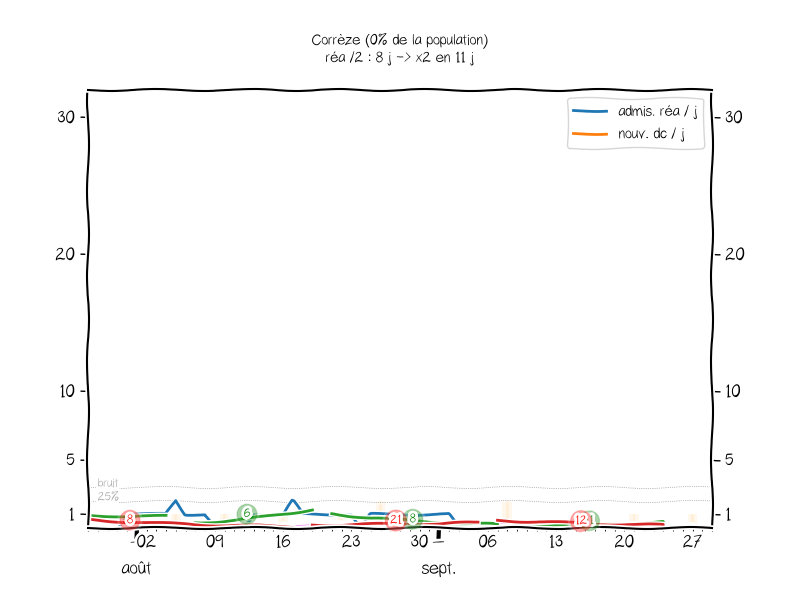 Corrèze (0% de la population)
réa /2 : 8 j -> x2 en 11 j
admis. réa / j
nouv. dc / j
30 30
20 20
10 10
5 5
bruit
25%
1 1
8 6 21 8 12
02 09 16 23 30 06 13 20 27
août sept.